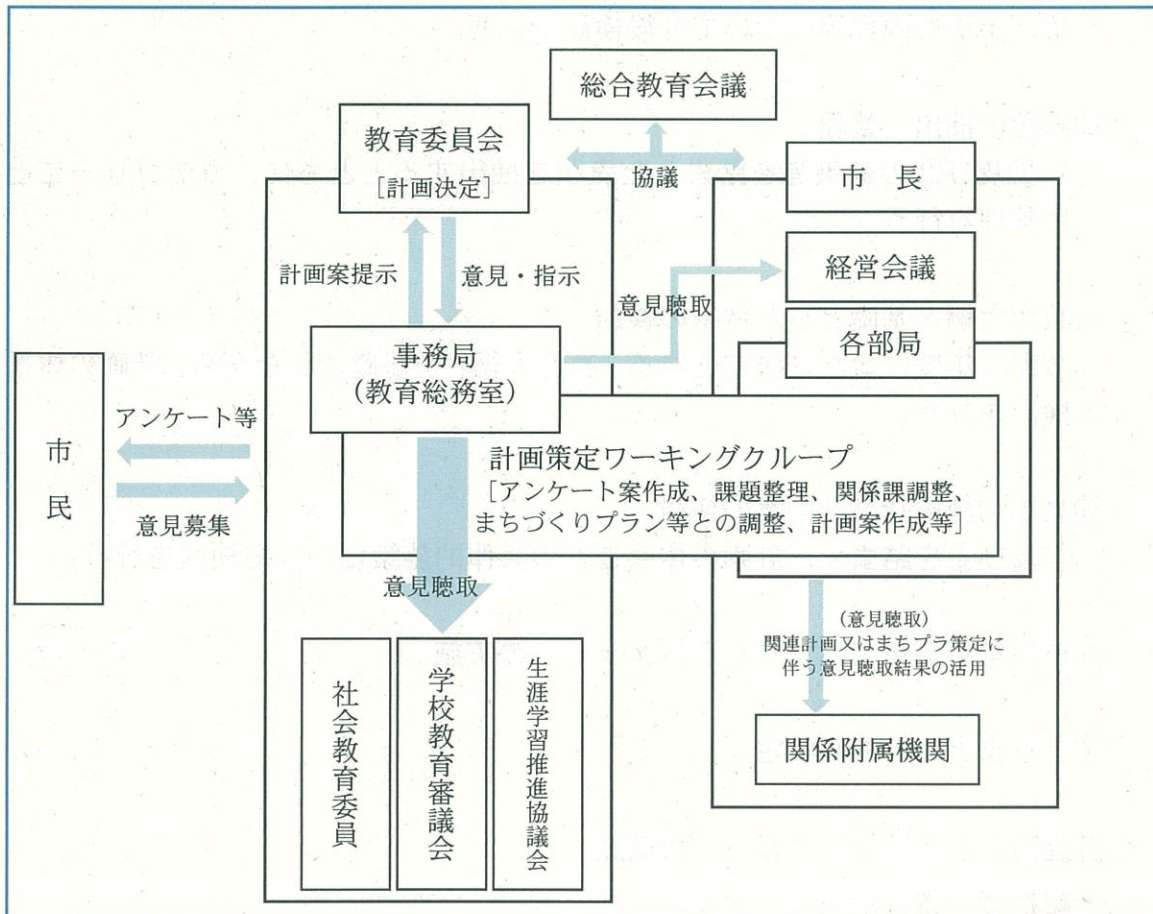 総合教育会議
教育委員会
[計画決定]
協議
市 長
計画案提示
意見・指示
意見聴取
経営会議
各部局
事務局
(教育総務室)
アンケート等
市民
意見募集
計画策定ワーキンググループ
[アンケート案作成、課題整理、関係課調整、
まちづくりプラン等との調整、計画案作成等]
意見聴取
(意見聴取)
関連計画又はまちプラ策定に
伴う意見聴取結果の活用
社会教育委員
学校教育審議会
生涯学習推進協議会
関係附属機関